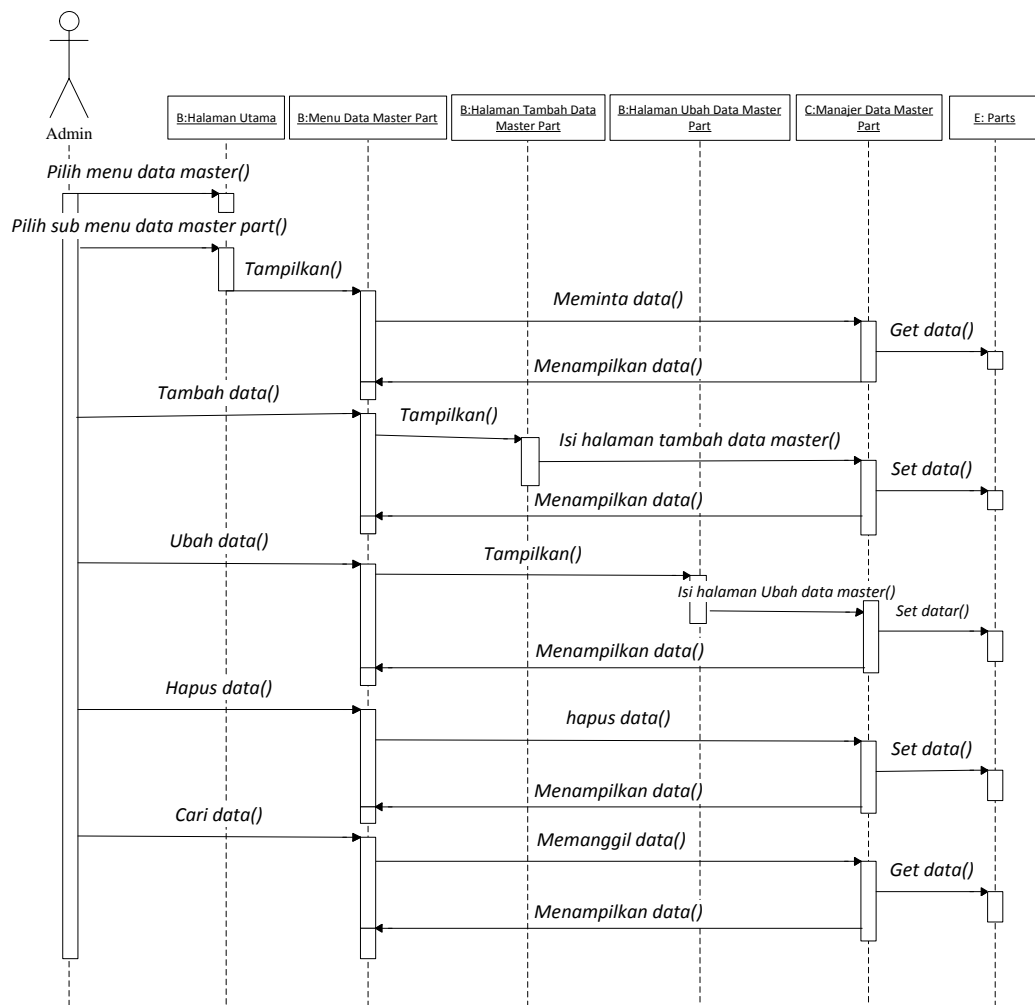 Admin
B:Halaman Utama
B:Menu Data Master Part
B:Halaman Tambah Data
Master Part
B:Halaman Ubah Data Master
Part
C:Manajer Data Master
Part
E: Parts
Pilih menu data master()
Pilih sub menu data master part()
Tampilkan()
Meminta data()
Get data()
Menampilkan data()
Tambah data()
Tampilkan()
Isi halaman tambah data master()
Set data()
Menampilkan data()
Ubah data()
Tampilkan()
Isi halaman Ubah data master()
Set datar()
Menampilkan data()
Hapus data()
hapus data()
Set data()
Menampilkan data()
Cari data()
Memanggil data()
Get data()
Menampilkan data()